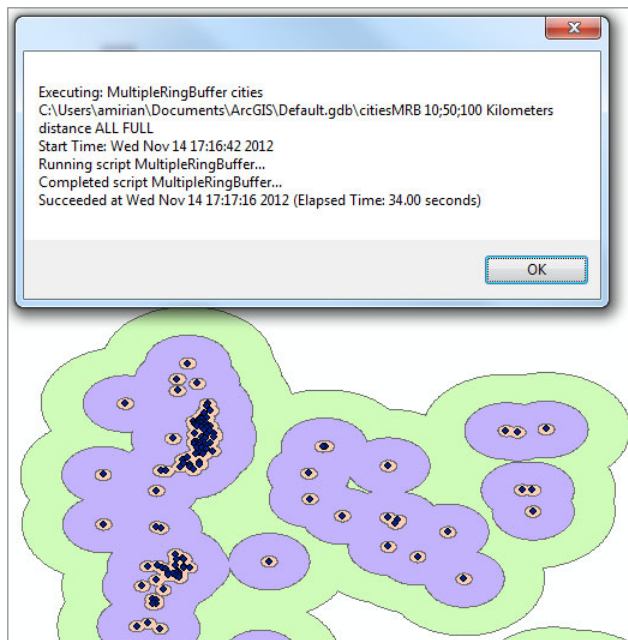 Executing: MultipleRingBuffer cities
C:\Users\amirian\Documents\ArcGIS\Default.gdb\citiesMRB 10;50;100 Kilometers
distance ALL FULL
Start Time: Wed Nov 14 17:16:42 2012
Running script MultipleRingBuffer...
Completed script MultipleRingBuffer...
Succeeded at Wed Nov 14 17:17:16 2012 (Elapsed Time: 34.00 seconds)
OK